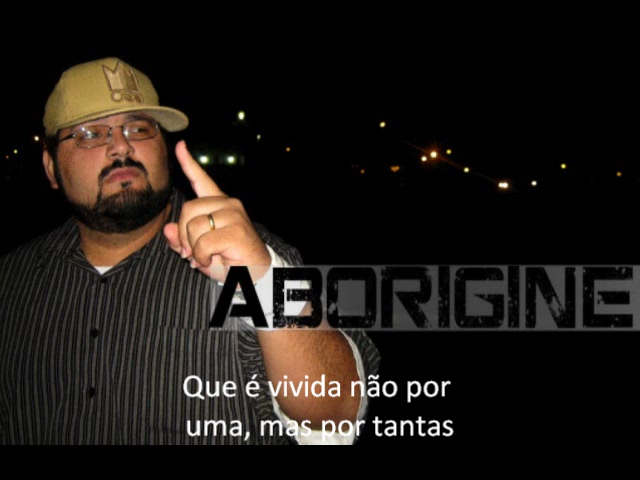 ABORIGINE
Que é vivida não por
uma, mas por tantas